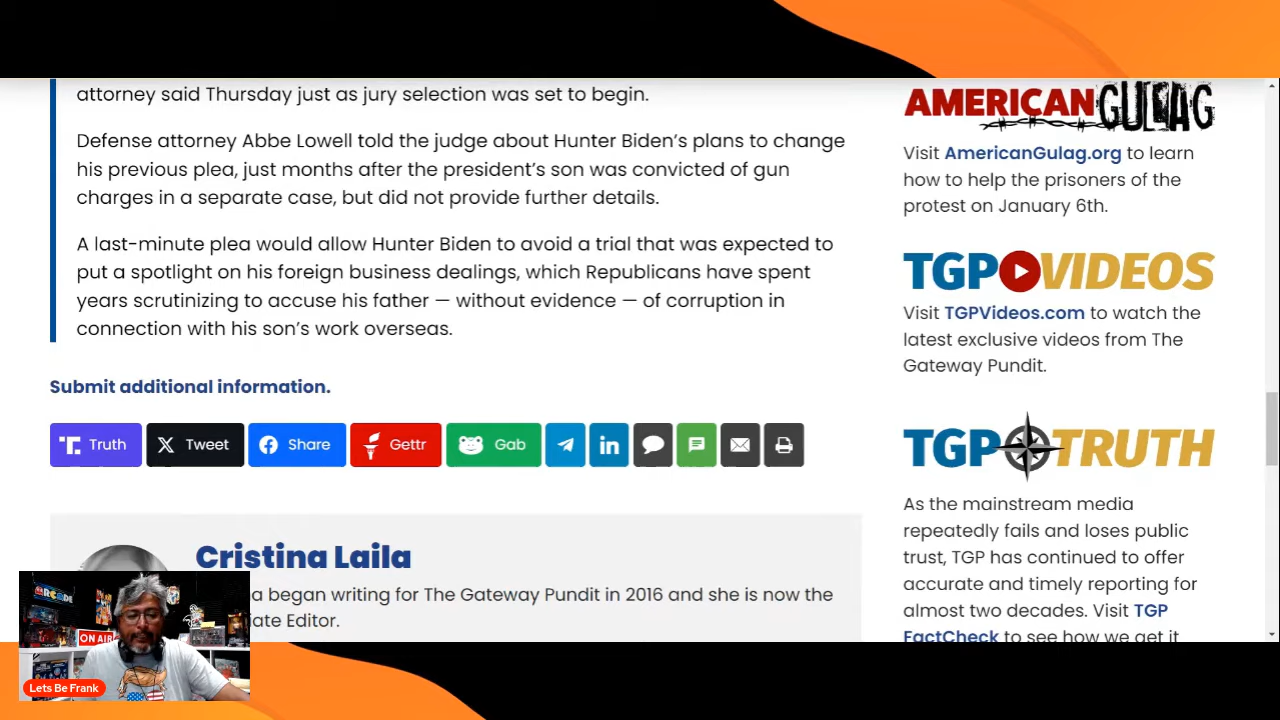 attorney said Thursday just as jury selection was set to begin.
Defense attorney Abbe Lowell told the judge about Hunter Biden's plans to change
his previous plea, just months after the president's son was convicted of gun
charges in a separate case, but did not provide further details.
A last-minute plea would allow Hunter Biden to avoid a trial that was expected to
put a spotlight on his foreign business dealings, which Republicans have spent
years scrutinizing to accuse his father — without evidence — of corruption in
connection with his son's work overseas.
Submit additional information.
Truth
Tweet
Share
Gettr
Gab
Cristina Laila
a began writing for The Gateway Pundit in 2016 and she is now the
ate Editor.
AMERICAN GULAG
Visit AmericanGulag.org to learn
how to help the prisoners of the
protest on January 6th.
TGP VIDEOS
Visit TGPVideos.com to watch the
latest exclusive videos from The
Gateway Pundit.
TGP TRUTH
As the mainstream media
repeatedly fails and loses public
trust, TGP has continued to offer
accurate and timely reporting for
almost two decades. Visit TGP
FactCheck to see how we get it
ARCADE
ON AIR
Lets Be Frank